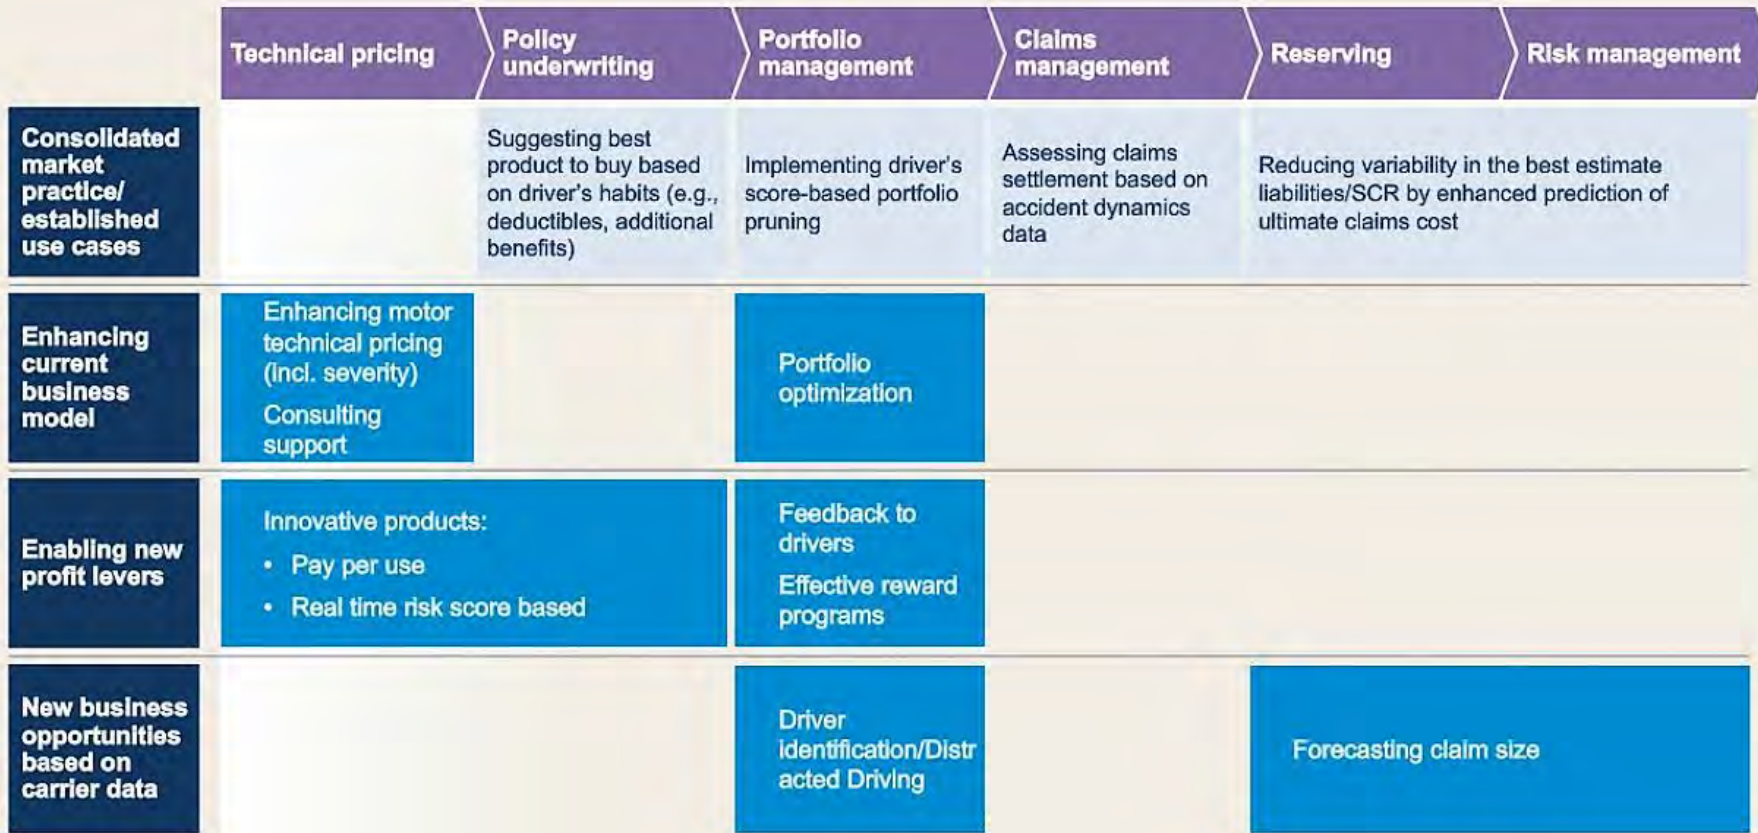 Technical pricing
Policy
underwriting
Portfolio
management
Claims
management
Reserving
Risk management
Consolidated
market
practice/
established
use cases
Suggesting best
product to buy based
on driver's habits (e.g.,
deductibles, additional
benefits)
Implementing driver's
score-based portfolio
pruning
Assessing claims
settlement based on
accident dynamics
data
Reducing variability in the best estimate
liabilities/SCR by enhanced prediction of
ultimate claims cost
Enhancing
current
business
model
Enhancing motor
technical pricing
(incl. severity)
Consulting
support
Portfolio
optimization
Enabling new
profit levers
Innovative products:
• Pay per use
• Real time risk score based
Feedback to
drivers
Effective reward
programs
New business
opportunities
based on
carrier data
Driver
identification/Distr
acted Driving
Forecasting claim size